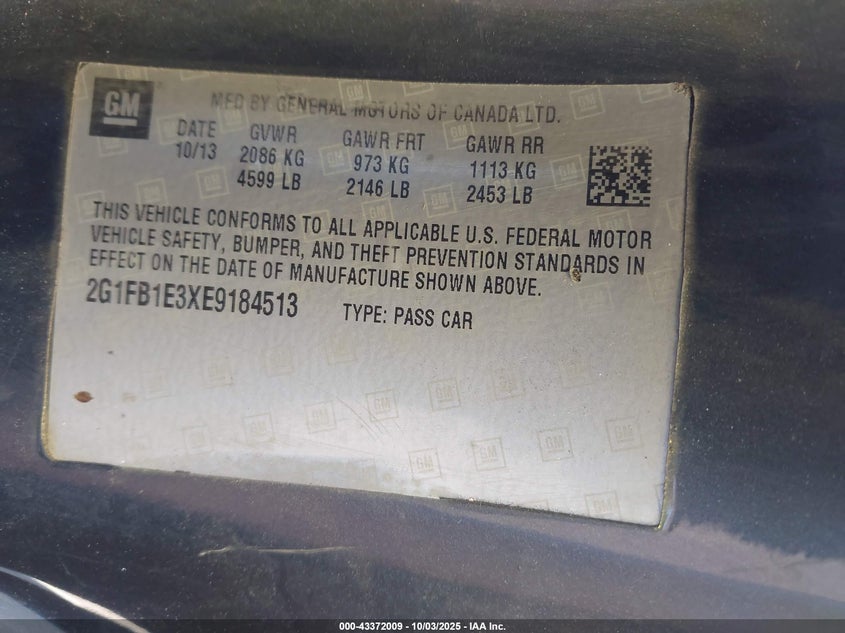 GM
MFD BY GENERAL MOTORS OF CANADA LTD.
DATE GVWR GAWR FRT GAWR RR
10/13 2086 KG 973 KG 1113 KG
4599 LB 2146 LB 2453 LB
THIS VEHICLE CONFORMS TO ALL APPLICABLE U.S. FEDERAL MOTOR
VEHICLE SAFETY, BUMPER, AND THEFT PREVENTION STANDARDS IN
EFFECT ON THE DATE OF MANUFACTURE SHOWN ABOVE.
2G1FB1E3XE9184513 TYPE: PASS CAR
000-43372009 - 10/03/2025 - IAA Inc.